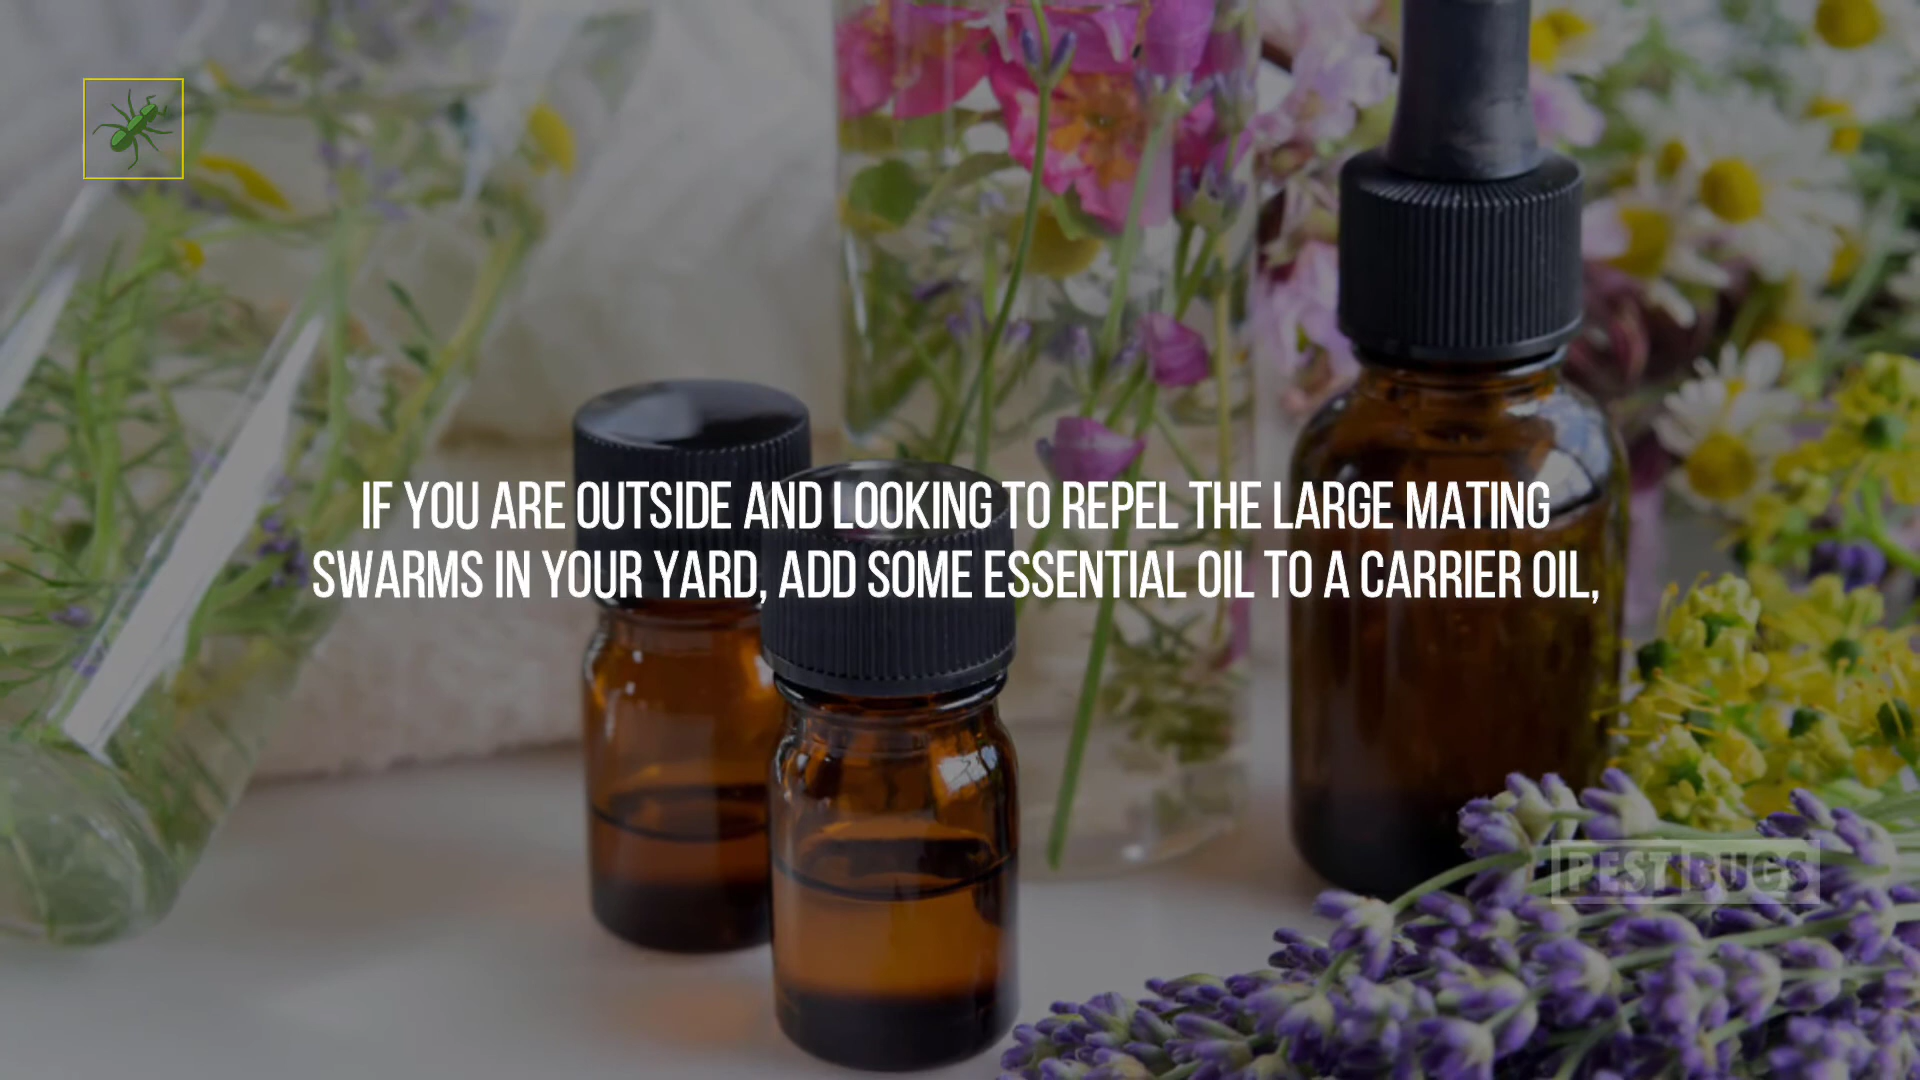 IF YOU ARE OUTSIDE AND LOOKING TO REPEL THE LARGE MATING
SWARMS IN YOUR YARD, ADD SOME ESSENTIAL OIL TO A CARRIER OIL,
PEST BUGS